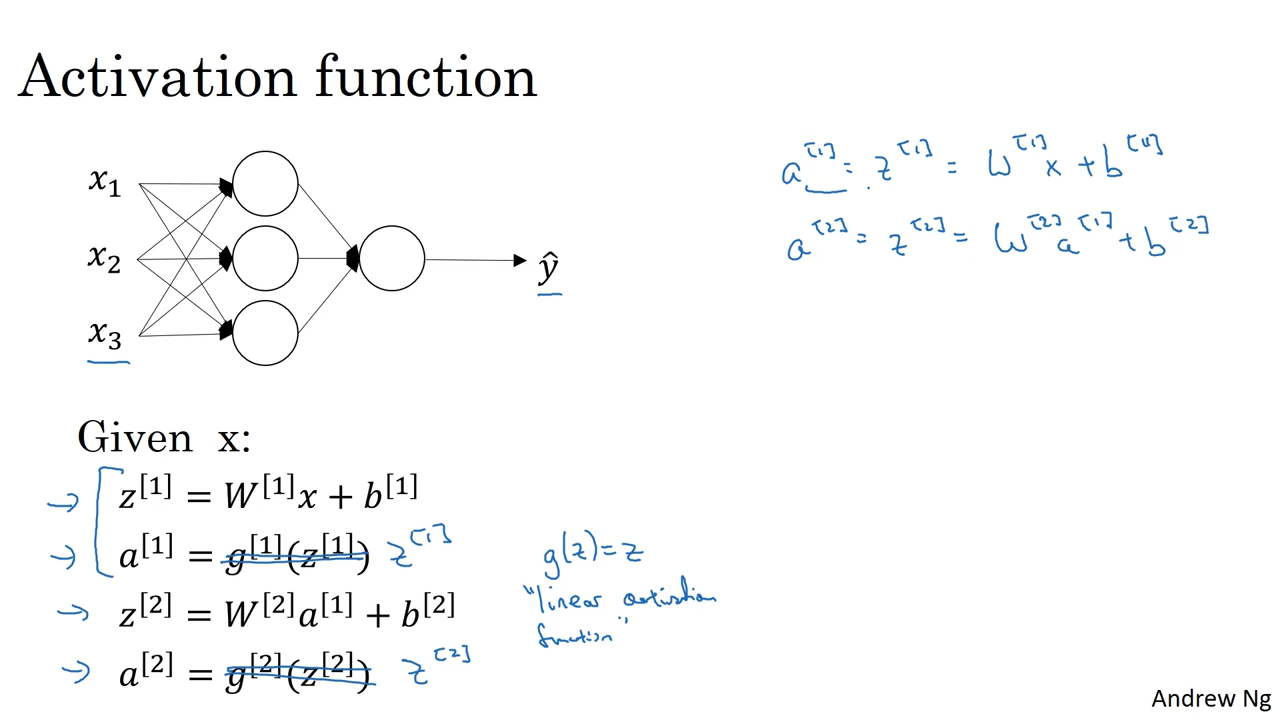 Activation function
x₁
x₂
x₃
ŷ
a^[1] = z^[1] = W^[1] x + b^[1]
a^[2] = z^[2] = W^[2] a^[1] + b^[2]
Given x:
→ z^[1] = W^[1]x + b^[1]
→ a^[1] = g^[1](z^[1]) z^[1]
→ z^[2] = W^[2]a^[1] + b^[2]
→ a^[2] = g^[2](z^[2]) z^[2]
g(z) = z
"linear activation
function"
Andrew Ng